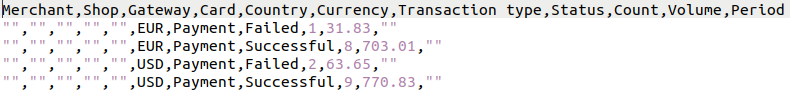 Merchant,Shop,Gateway,Card,Country,Currency,Transaction type,Status,Count,Volume,Period
"","","","","",EUR,Payment,Failed,1,31.83,""
"","","","","",EUR,Payment,Successful,8,703.01,""
"","","","","",USD,Payment,Failed,2,63.65,""
"","","","","",USD,Payment,Successful,9,770.83,""